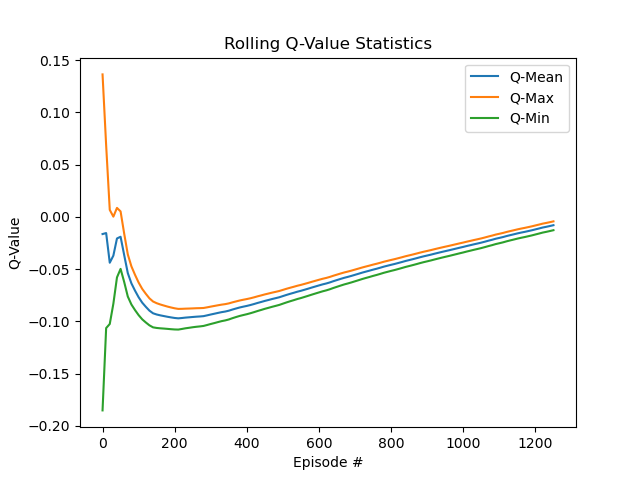 Rolling Q-Value Statistics
Q-Value
0.15
0.10
0.05
0.00
−0.05
−0.10
−0.15
−0.20
Q-Mean
Q-Max
Q-Min
0 200 400 600 800 1000 1200
Episode #